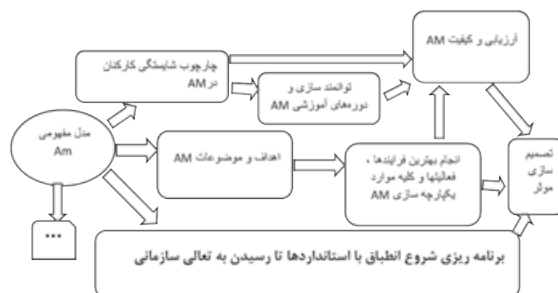 ارزیابی و کیفیت AM
چارچوب شایستگی کارکنان
در AM
توانمند سازی و
دوره‌های آموزشی AM
مدل مفهومی
Am
اهداف و موضوعات AM
انجام بهترین فرایندها ،
فعالیتها و کلیه موارد
یکپارچه سازی AM
تصمیم
سازی
موثر
...
برنامه ریزی شروع انطباق با استانداردها تا رسیدن به تعالی سازمانی